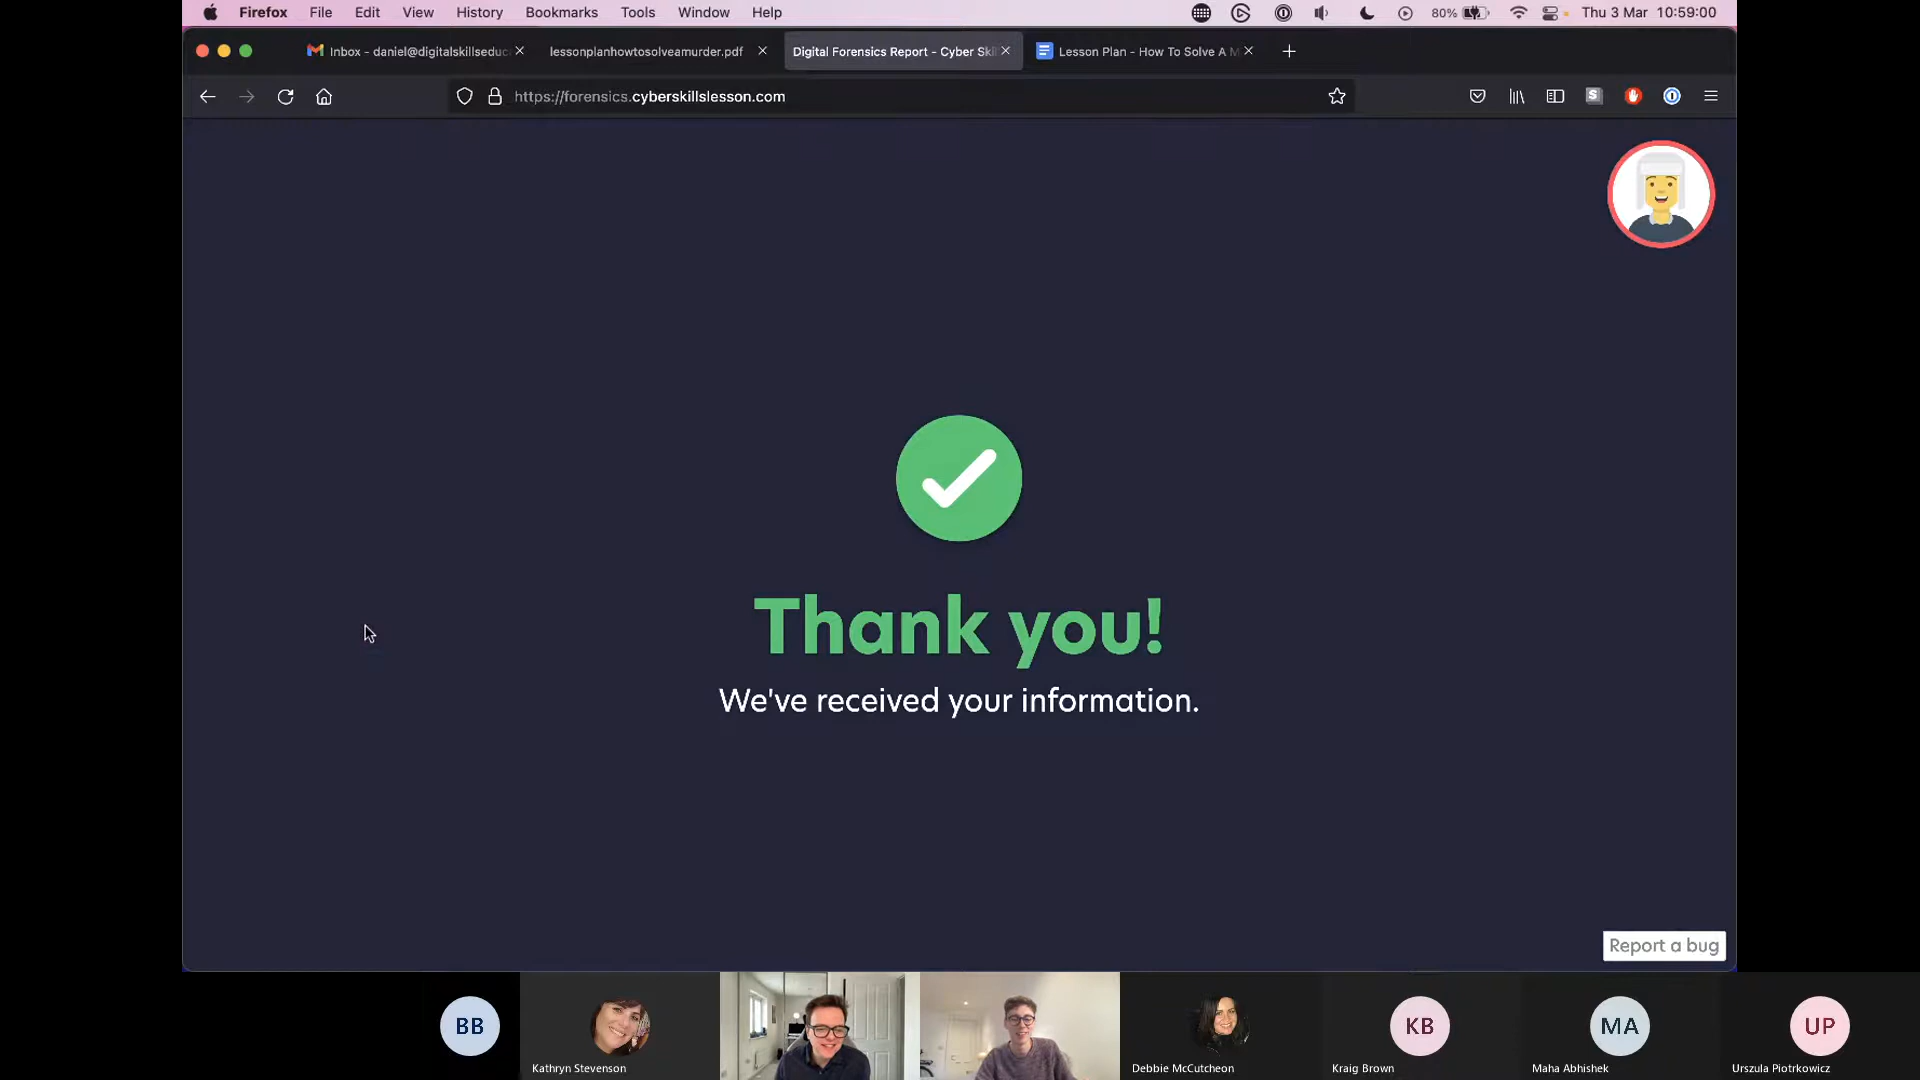 Firefox File Edit View History Bookmarks Tools Window Help 80% Thu 3 Mar 10:59:00
Inbox - daniel@digitalskillseduc lessonplanhowtosolveamurder.pdf Digital Forensics Report - Cyber Ski Lesson Plan - How To Solve A M
https://forensics.cyberskillslesson.com S
Thank you!
We've received your information.
Report a bug
BB KB MA UP
Kathryn Stevenson Debbie McCutcheon Kraig Brown Maha Abhishek Urszula Piotrkowicz